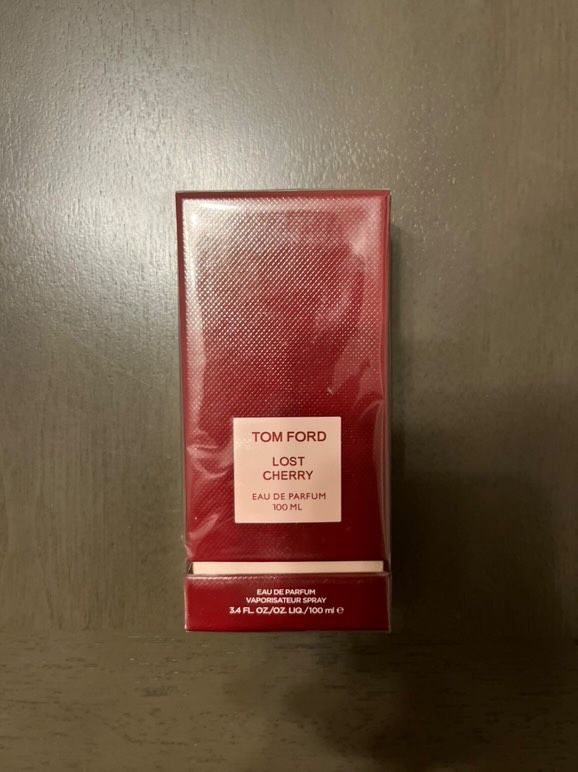 TOM FORD
LOST
CHERRY
EAU DE PARFUM
100 ML
EAU DE PARFUM
VAPORISATEUR SPRAY
3.4 FL. OZ./OZ. LIQ./100 ml ℮